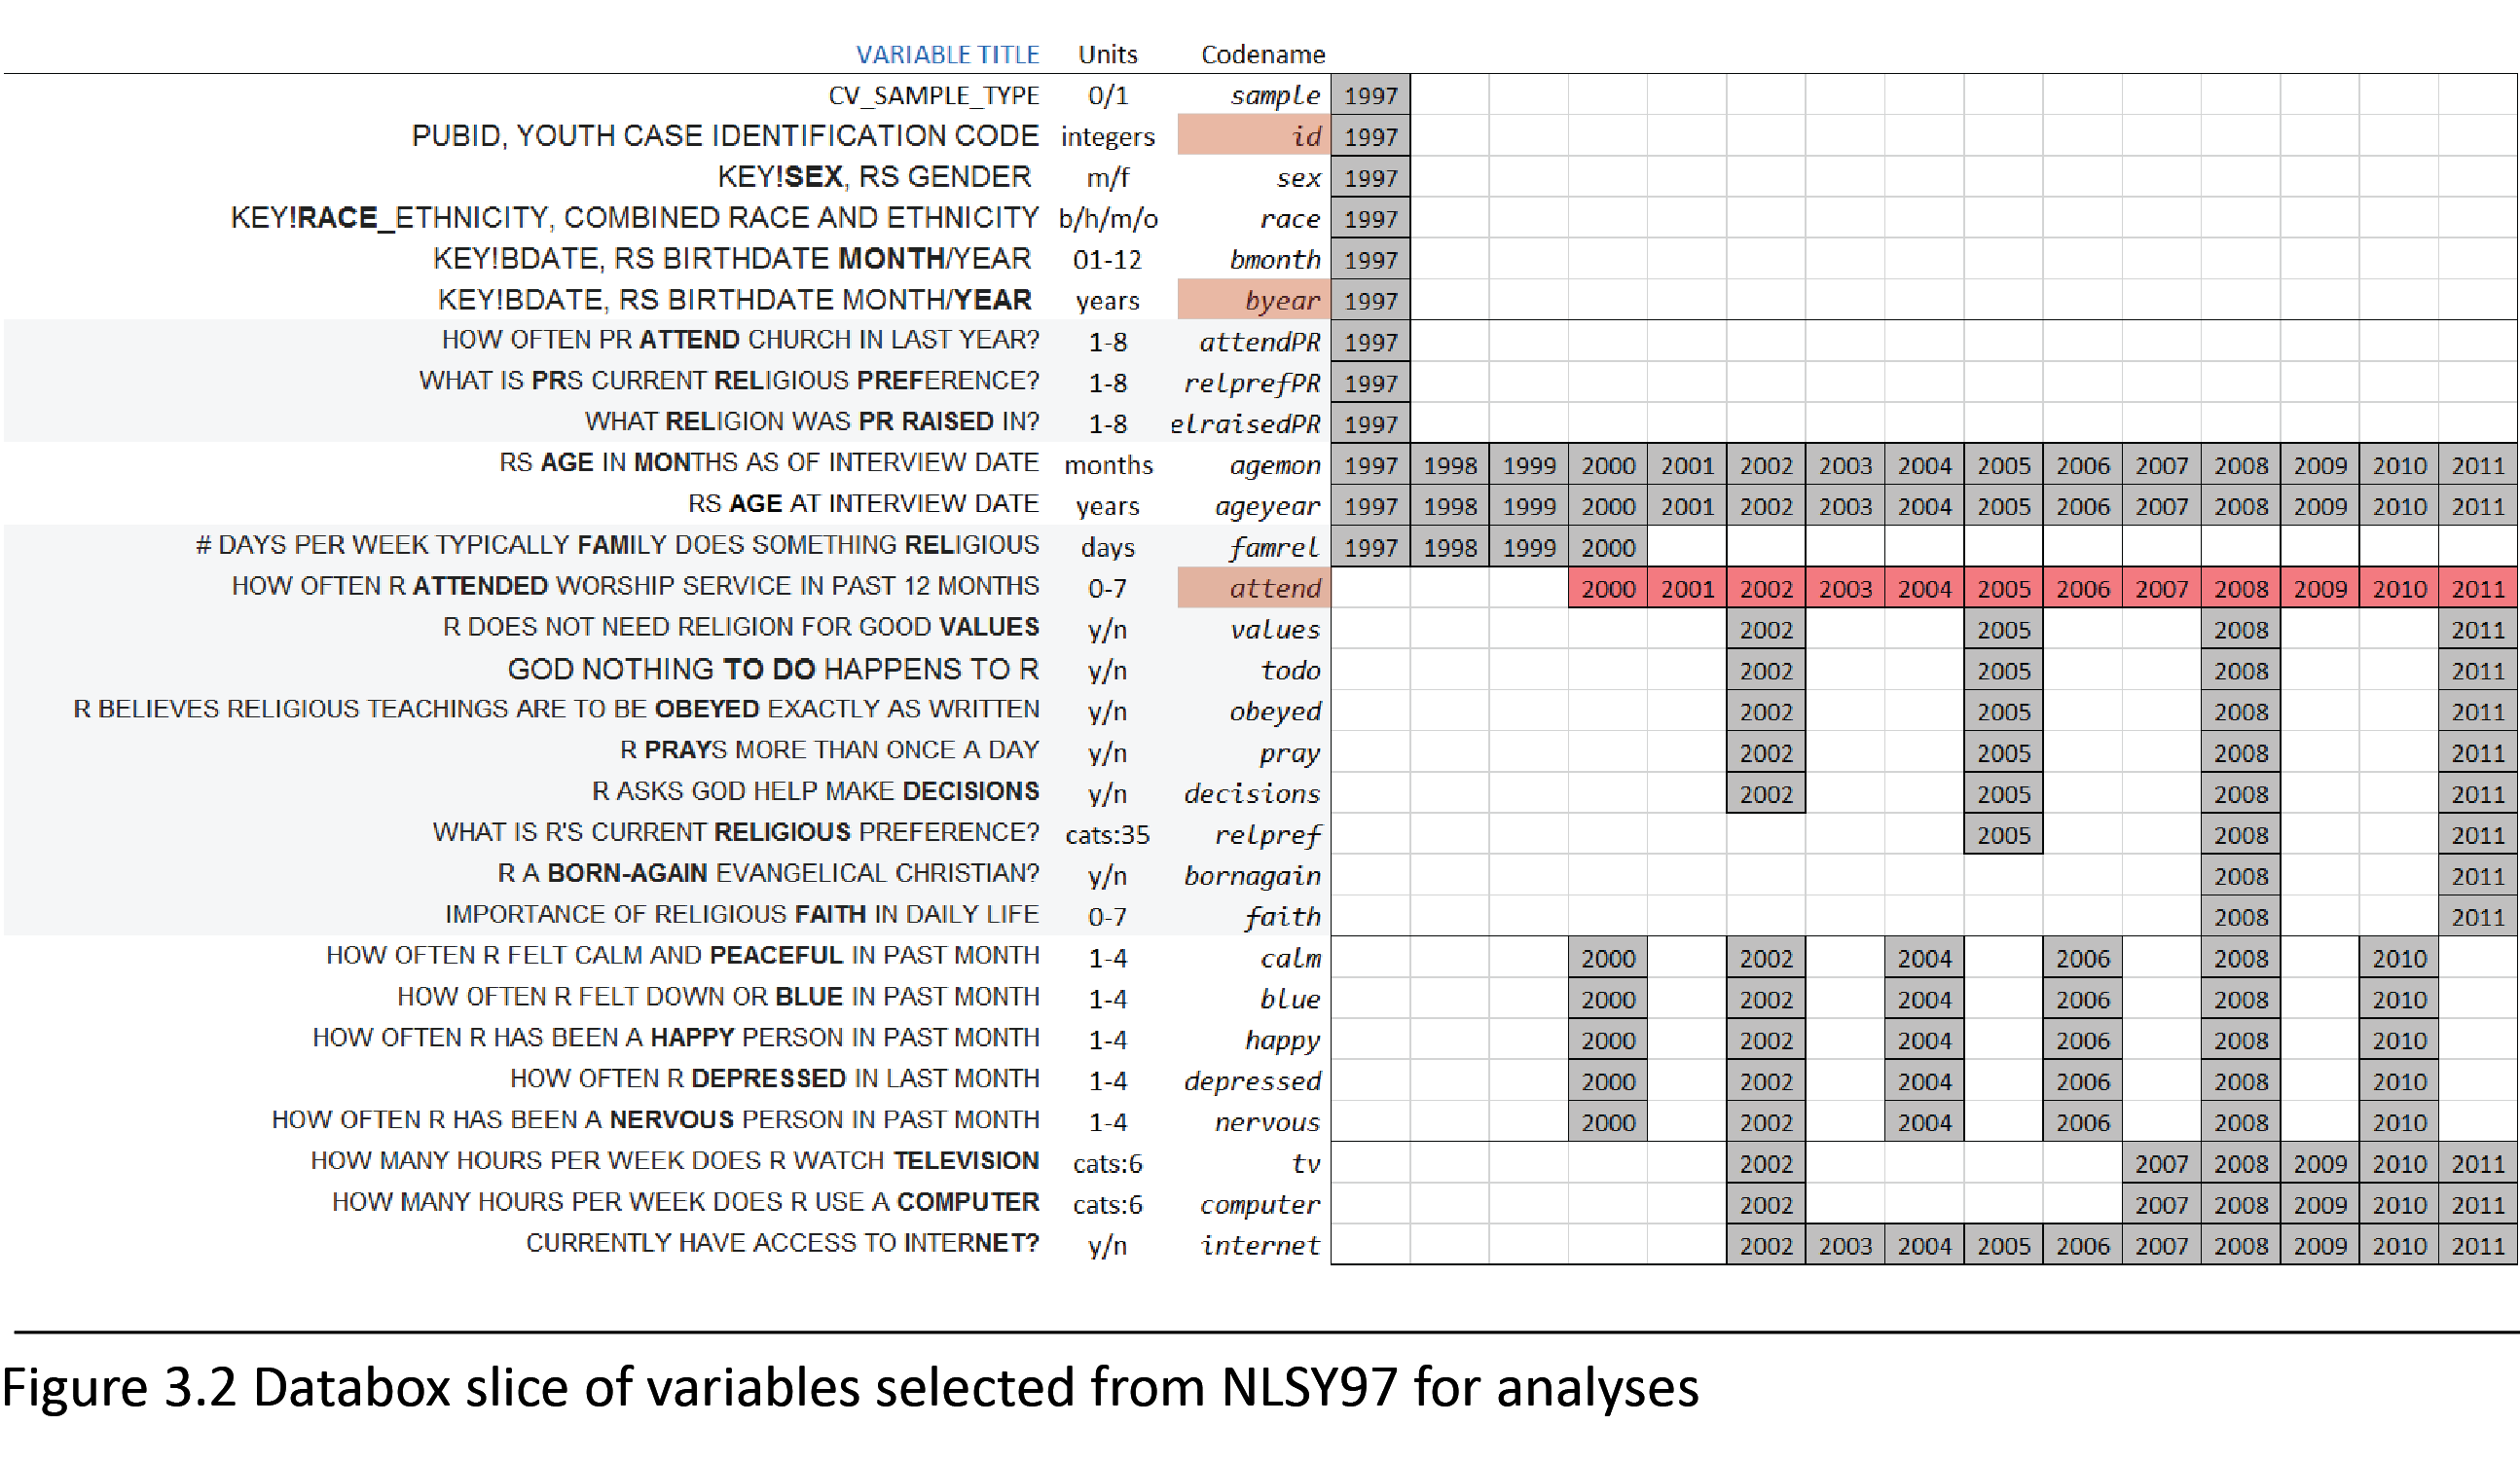 VARIABLE TITLE Units Codename
CV_SAMPLE_TYPE 0/1 sample 1997
PUBID, YOUTH CASE IDENTIFICATION CODE integers id 1997
KEY!SEX, RS GENDER m/f sex 1997
KEY!RACE_ETHNICITY, COMBINED RACE AND ETHNICITY b/h/m/o race 1997
KEY!BDATE, RS BIRTHDATE MONTH/YEAR 01-12 bmonth 1997
KEY!BDATE, RS BIRTHDATE MONTH/YEAR years byear 1997
HOW OFTEN PR ATTEND CHURCH IN LAST YEAR? 1-8 attendPR 1997
WHAT IS PRS CURRENT RELIGIOUS PREFERENCE? 1-8 relprefPR 1997
WHAT RELIGION WAS PR RAISED IN? 1-8 elraisedPR 1997
RS AGE IN MONTHS AS OF INTERVIEW DATE months agemon 1997 1998 1999 2000 2001 2002 2003 2004 2005 2006 2007 2008 2009 2010 2011
RS AGE AT INTERVIEW DATE years ageyear 1997 1998 1999 2000 2001 2002 2003 2004 2005 2006 2007 2008 2009 2010 2011
# DAYS PER WEEK TYPICALLY FAMILY DOES SOMETHING RELIGIOUS days famrel 1997 1998 1999 2000
HOW OFTEN R ATTENDED WORSHIP SERVICE IN PAST 12 MONTHS 0-7 attend 2000 2001 2002 2003 2004 2005 2006 2007 2008 2009 2010 2011
R DOES NOT NEED RELIGION FOR GOOD VALUES y/n values 2002 2005 2008 2011
GOD NOTHING TO DO HAPPENS TO R y/n todo 2002 2005 2008 2011
R BELIEVES RELIGIOUS TEACHINGS ARE TO BE OBEYED EXACTLY AS WRITTEN y/n obeyed 2002 2005 2008 2011
R PRAYS MORE THAN ONCE A DAY y/n pray 2002 2005 2008 2011
R ASKS GOD HELP MAKE DECISIONS y/n decisions 2002 2005 2008 2011
WHAT IS R'S CURRENT RELIGIOUS PREFERENCE? cats:35 relpref 2005 2008 2011
R A BORN-AGAIN EVANGELICAL CHRISTIAN? y/n bornagain 2008 2011
IMPORTANCE OF RELIGIOUS FAITH IN DAILY LIFE 0-7 faith 2008 2011
HOW OFTEN R FELT CALM AND PEACEFUL IN PAST MONTH 1-4 calm 2000 2002 2004 2006 2008 2010
HOW OFTEN R FELT DOWN OR BLUE IN PAST MONTH 1-4 blue 2000 2002 2004 2006 2008 2010
HOW OFTEN R HAS BEEN A HAPPY PERSON IN PAST MONTH 1-4 happy 2000 2002 2004 2006 2008 2010
HOW OFTEN R DEPRESSED IN LAST MONTH 1-4 depressed 2000 2002 2004 2006 2008 2010
HOW OFTEN R HAS BEEN A NERVOUS PERSON IN PAST MONTH 1-4 nervous 2000 2002 2004 2006 2008 2010
HOW MANY HOURS PER WEEK DOES R WATCH TELEVISION cats:6 tv 2002 2007 2008 2009 2010 2011
HOW MANY HOURS PER WEEK DOES R USE A COMPUTER cats:6 computer 2002 2007 2008 2009 2010 2011
CURRENTLY HAVE ACCESS TO INTERNET? y/n internet 2002 2003 2004 2005 2006 2007 2008 2009 2010 2011
Figure 3.2 Databox slice of variables selected from NLSY97 for analyses